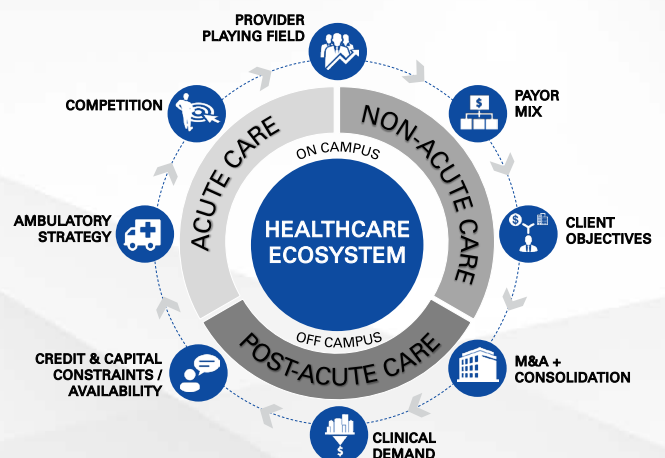 PROVIDER
PLAYING FIELD
PAYOR
MIX
CLIENT
OBJECTIVES
M&A +
CONSOLIDATION
CLINICAL
DEMAND
CREDIT & CAPITAL
CONSTRAINTS /
AVAILABILITY
AMBULATORY
STRATEGY
COMPETITION
ACUTE CARE
NON-ACUTE CARE
POST-ACUTE CARE
ON CAMPUS
HEALTHCARE
ECOSYSTEM
OFF CAMPUS
$
$
$